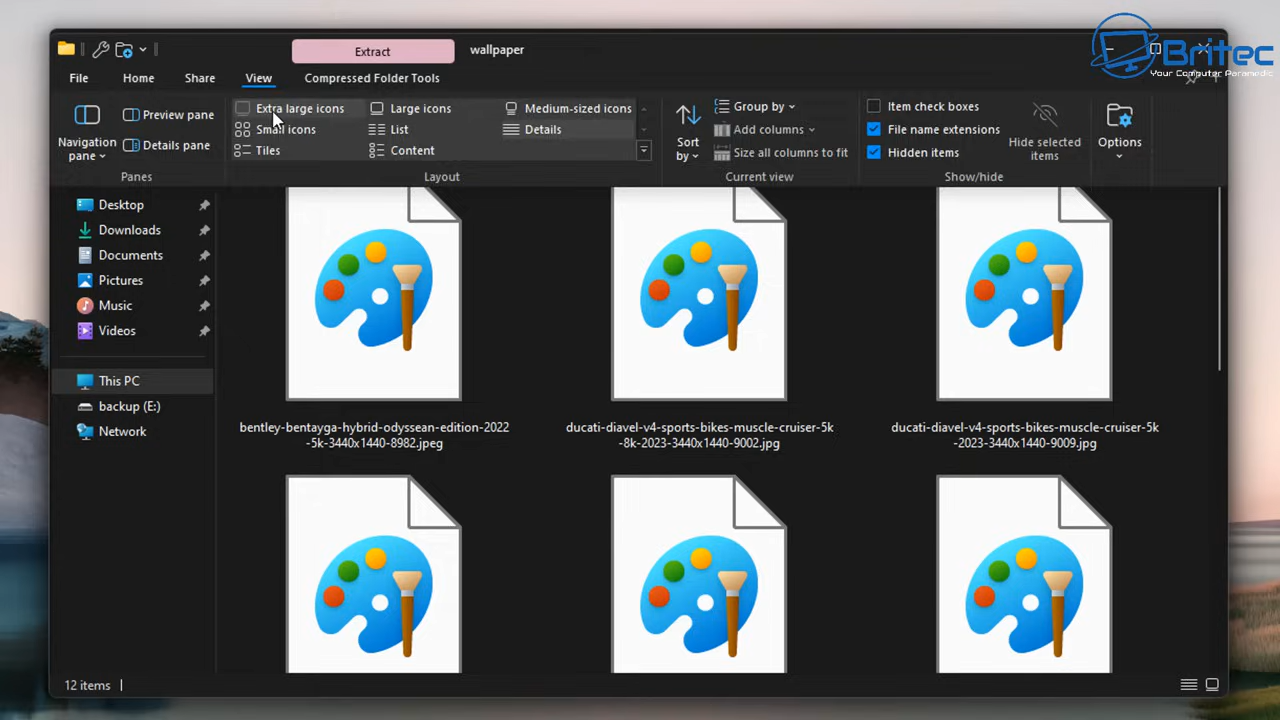 Extract
wallpaper
Britec
Your Computer Paramedic
File
Home
Share
View
Compressed Folder Tools
Navigation
pane
Preview pane
Details pane
Panes
Extra large icons
Large icons
Medium-sized icons
Small icons
List
Details
Tiles
Content
Layout
Sort
by
Group by
Add columns
Size all columns to fit
Current view
Item check boxes
File name extensions
Hidden items
Hide selected
items
Show/hide
Options
Desktop
Downloads
Documents
Pictures
Music
Videos
This PC
backup (E:)
Network
bentley-bentayga-hybrid-odyssean-edition-2022
-5k-3440x1440-8982.jpeg
ducati-diavel-v4-sports-bikes-muscle-cruiser-5k
-8k-2023-3440x1440-9002.jpg
ducati-diavel-v4-sports-bikes-muscle-cruiser-5k
-2023-3440x1440-9009.jpg
12 items